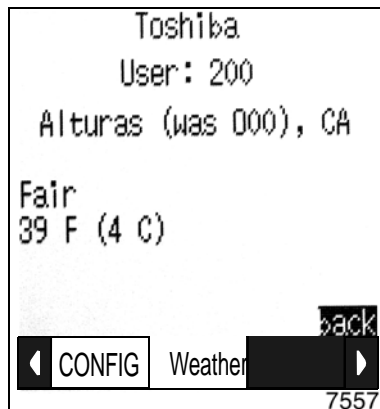 Toshiba
User: 200
Alturas (was 000), CA
Fair
39 F (4 C)
back
CONFIG Weather
7557